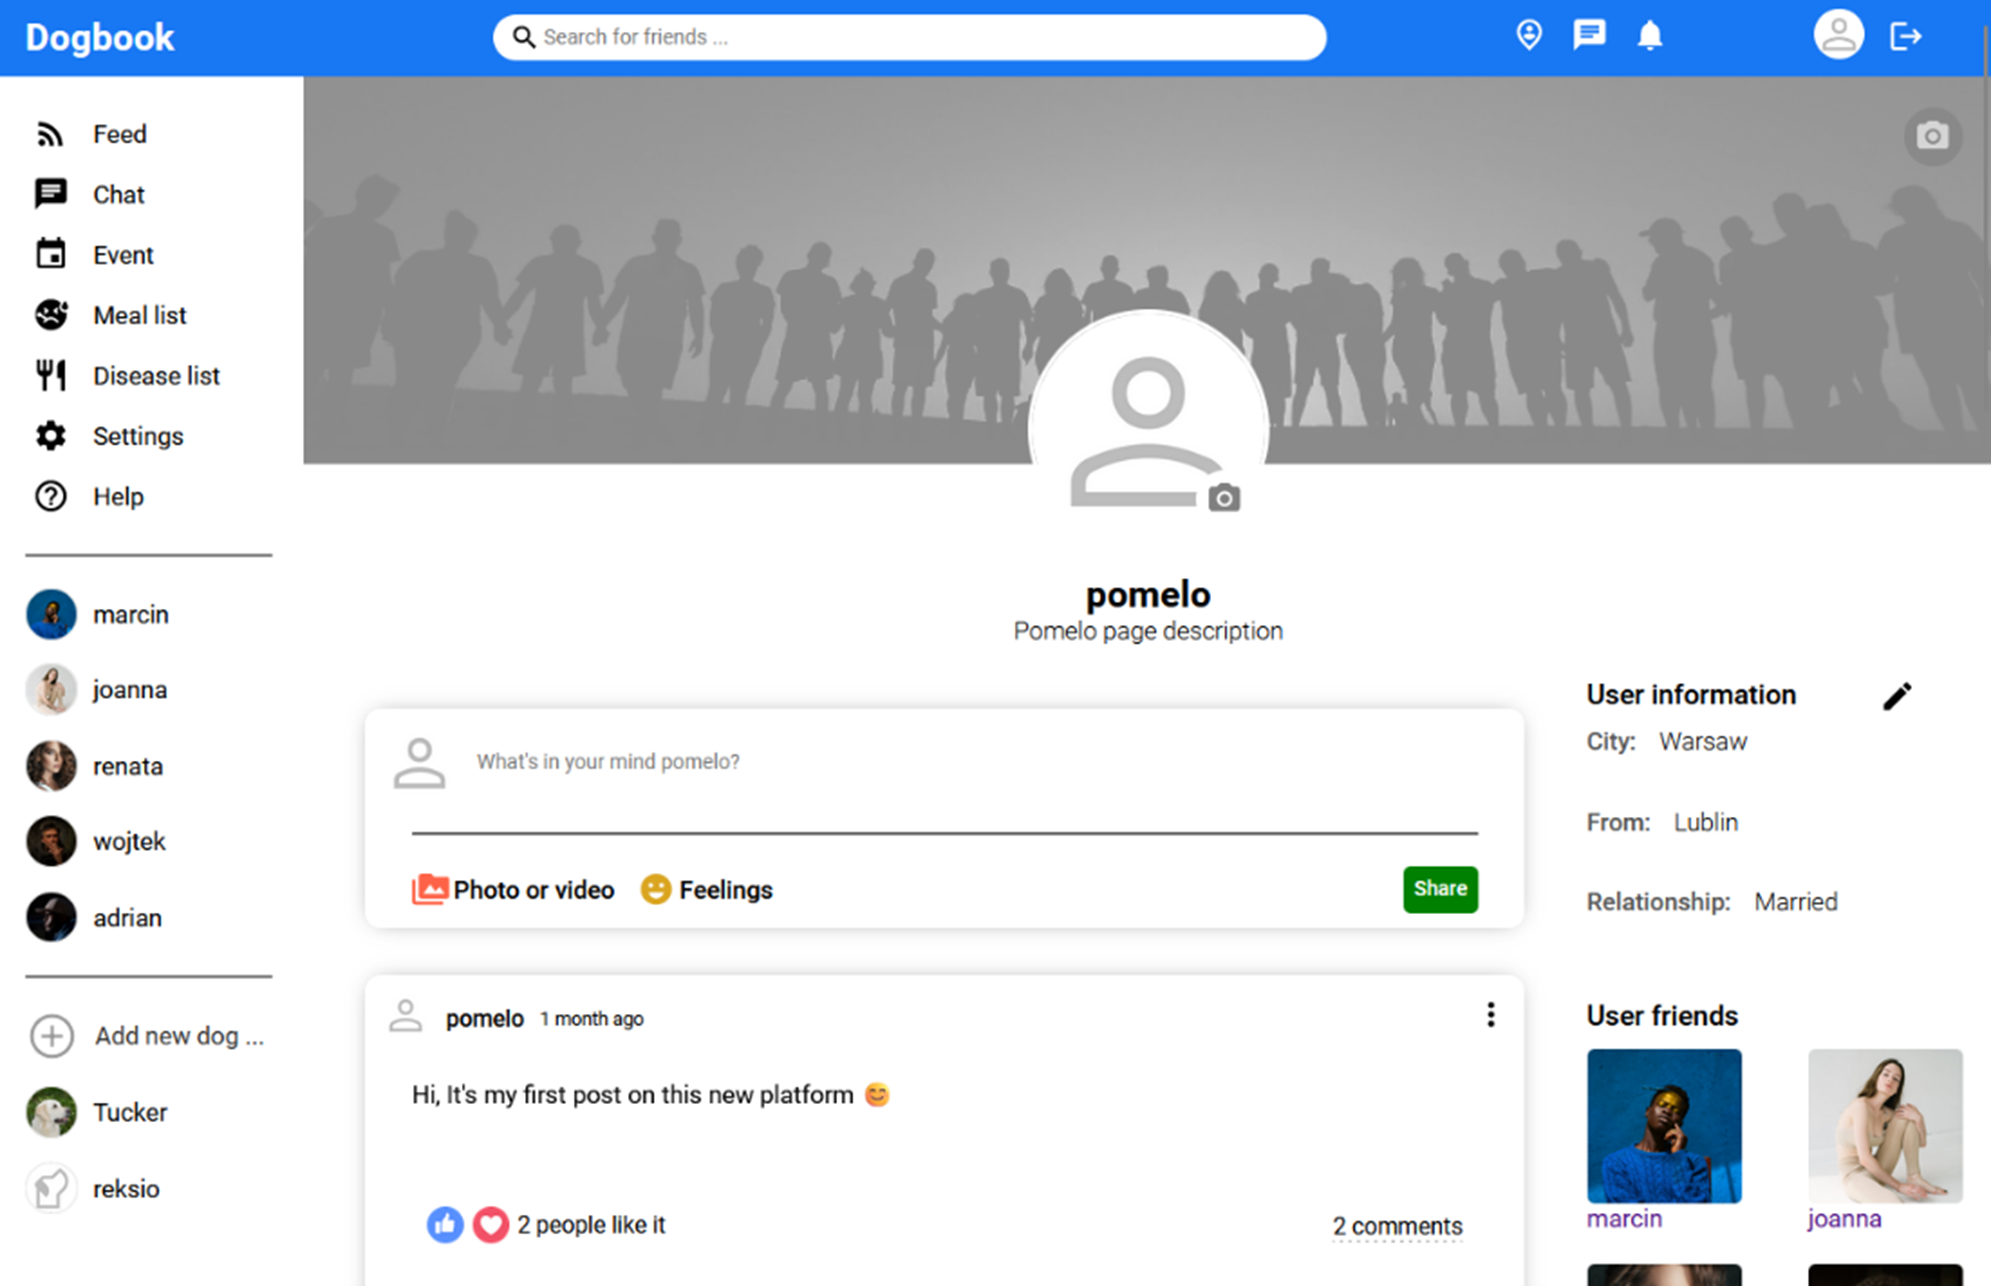 Dogbook
Search for friends ...
Feed
Chat
Event
Meal list
Disease list
Settings
Help
marcin
joanna
renata
wojtek
adrian
Add new dog ...
Tucker
reksio
pomelo
Pomelo page description
What's in your mind pomelo?
Photo or video
Feelings
Share
pomelo 1 month ago
Hi, It's my first post on this new platform 😊
2 people like it
2 comments
User information
City: Warsaw
From: Lublin
Relationship: Married
User friends
marcin
joanna